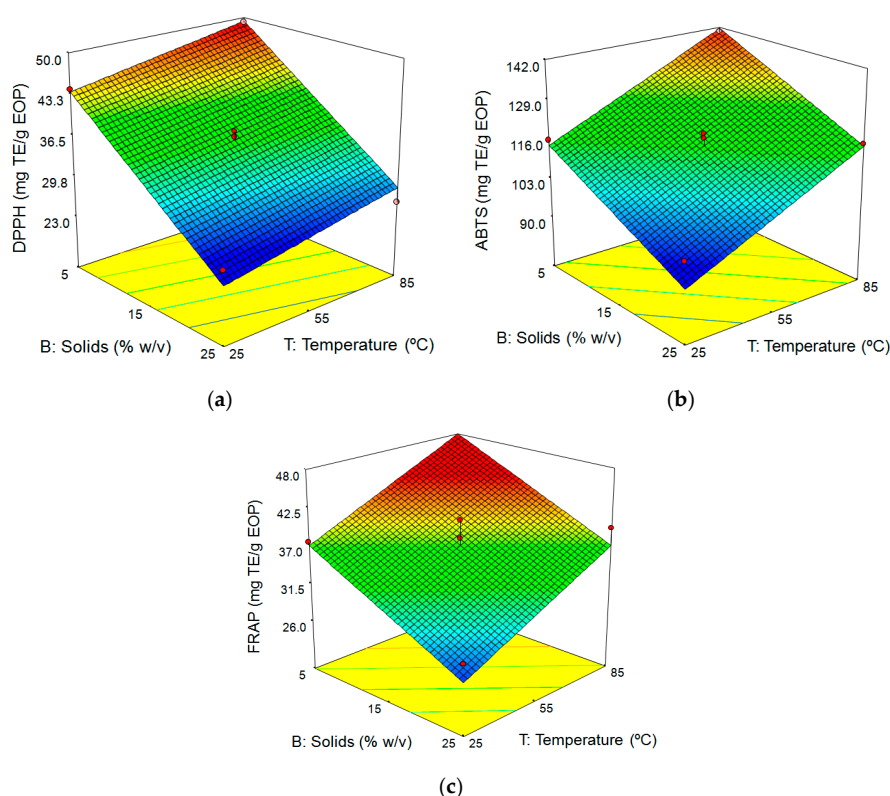 50.0
43.3
36.5
29.8
23.0
DPPH (mg TE/g EOP)
5
15
25
B: Solids (% w/v)
25
55
85
T: Temperature (ºC)
(a)
142.0
129.0
116.0
103.0
90.0
ABTS (mg TE/g EOP)
5
15
25
B: Solids (% w/v)
25
55
85
T: Temperature (ºC)
(b)
48.0
42.5
37.0
31.5
26.0
FRAP (mg TE/g EOP)
5
15
25
B: Solids (% w/v)
25
55
85
T: Temperature (ºC)
(c)